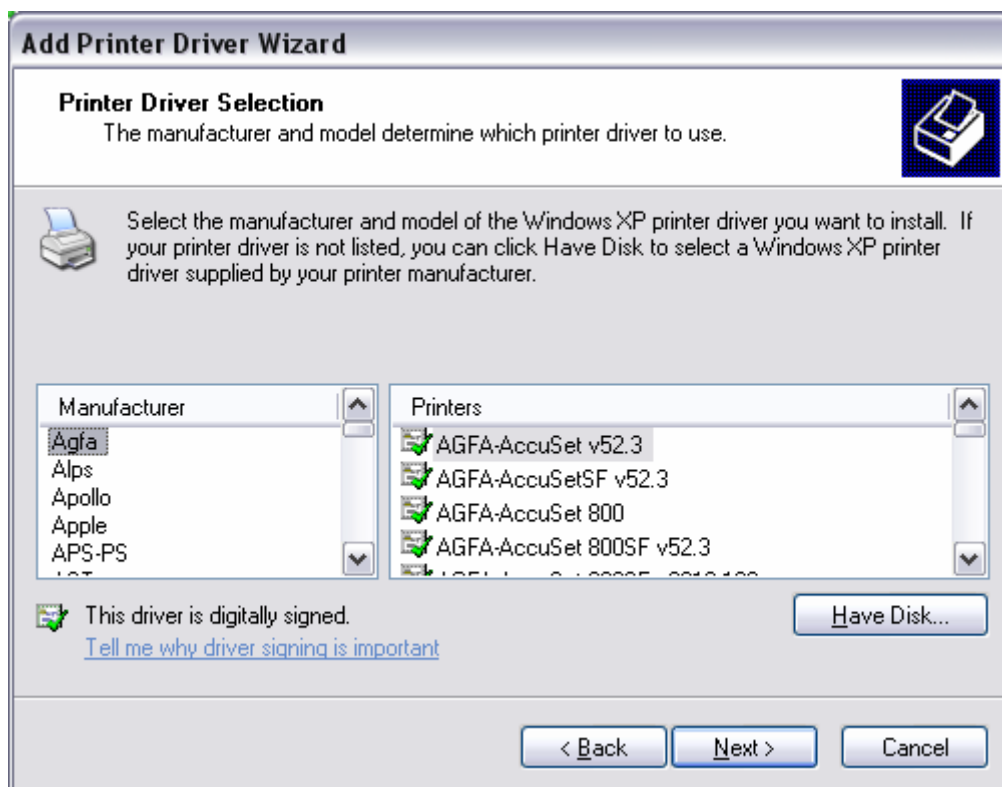 Add Printer Driver Wizard
Printer Driver Selection
The manufacturer and model determine which printer driver to use.
Select the manufacturer and model of the Windows XP printer driver you want to install. If
your printer driver is not listed, you can click Have Disk to select a Windows XP printer
driver supplied by your printer manufacturer.
Manufacturer
Agfa
Alps
Apollo
Apple
APS-PS
Printers
AGFA-AccuSet v52.3
AGFA-AccuSetSF v52.3
AGFA-AccuSet 800
AGFA-AccuSet 800SF v52.3
This driver is digitally signed.
Tell me why driver signing is important
Have Disk...
< Back
Next >
Cancel